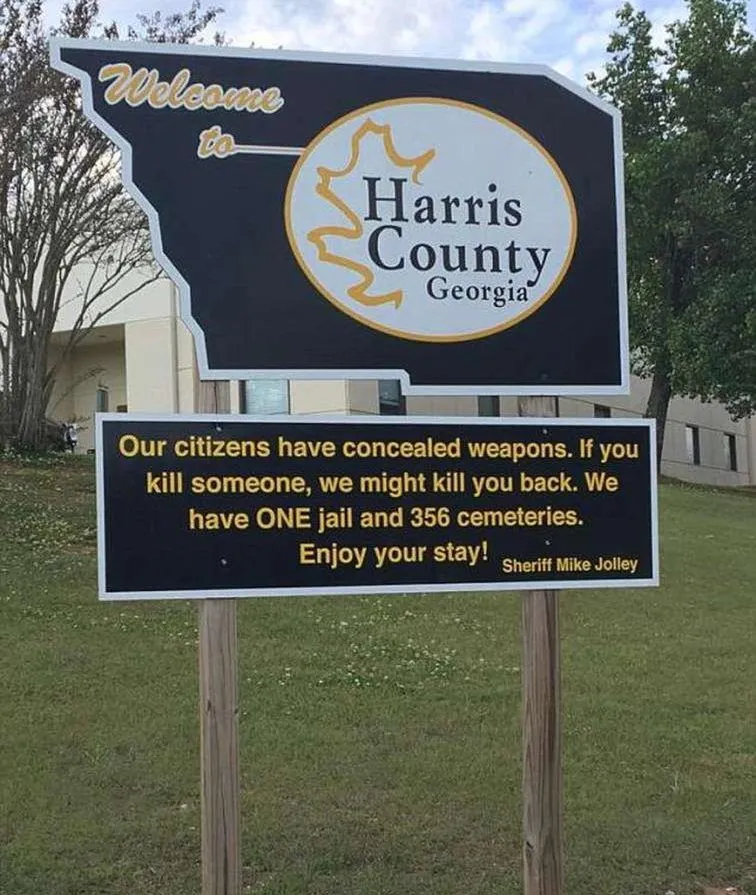 Welcome
to
Harris
County
Georgia
Our citizens have concealed weapons. If you
kill someone, we might kill you back. We
have ONE jail and 356 cemeteries.
Enjoy your stay!
Sheriff Mike Jolley